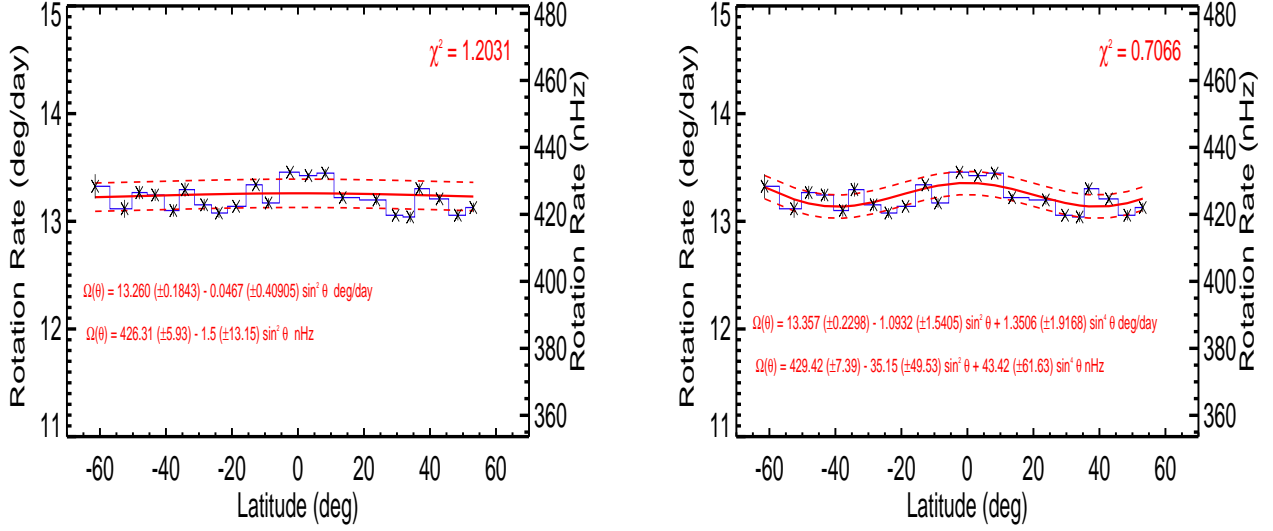 χ² = 1.2031
Rotation Rate (deg/day)
15
14
13
12
11
480
460
440
420
400
380
360
Rotation Rate (nHz)
Ω(θ) = 13.260 (±0.1843) - 0.0467 (±0.40905) sin² θ deg/day
Ω(θ) = 426.31 (±5.93) - 1.5 (±13.15) sin² θ nHz
-60 -40 -20 0 20 40 60
Latitude (deg)
χ² = 0.7066
Rotation Rate (deg/day)
15
14
13
12
11
480
460
440
420
400
380
360
Rotation Rate (nHz)
Ω(θ) = 13.357 (±0.2298) - 1.0932 (±1.5405) sin² θ + 1.3506 (±1.9168) sin⁴ θ deg/day
Ω(θ) = 429.42 (±7.39) - 35.15 (±49.53) sin² θ + 43.42 (±61.63) sin⁴ θ nHz
-60 -40 -20 0 20 40 60
Latitude (deg)